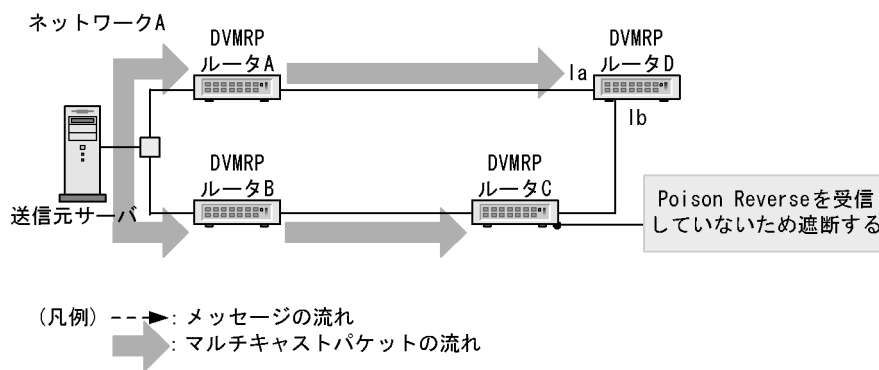 ネットワークA
DVMRP
ルータA
Ia
DVMRP
ルータD
Ib
DVMRP
ルータB
DVMRP
ルータC
送信元サーバ
Poison Reverseを受信
していないため遮断する
(凡例)
: メッセージの流れ
: マルチキャストパケットの流れ